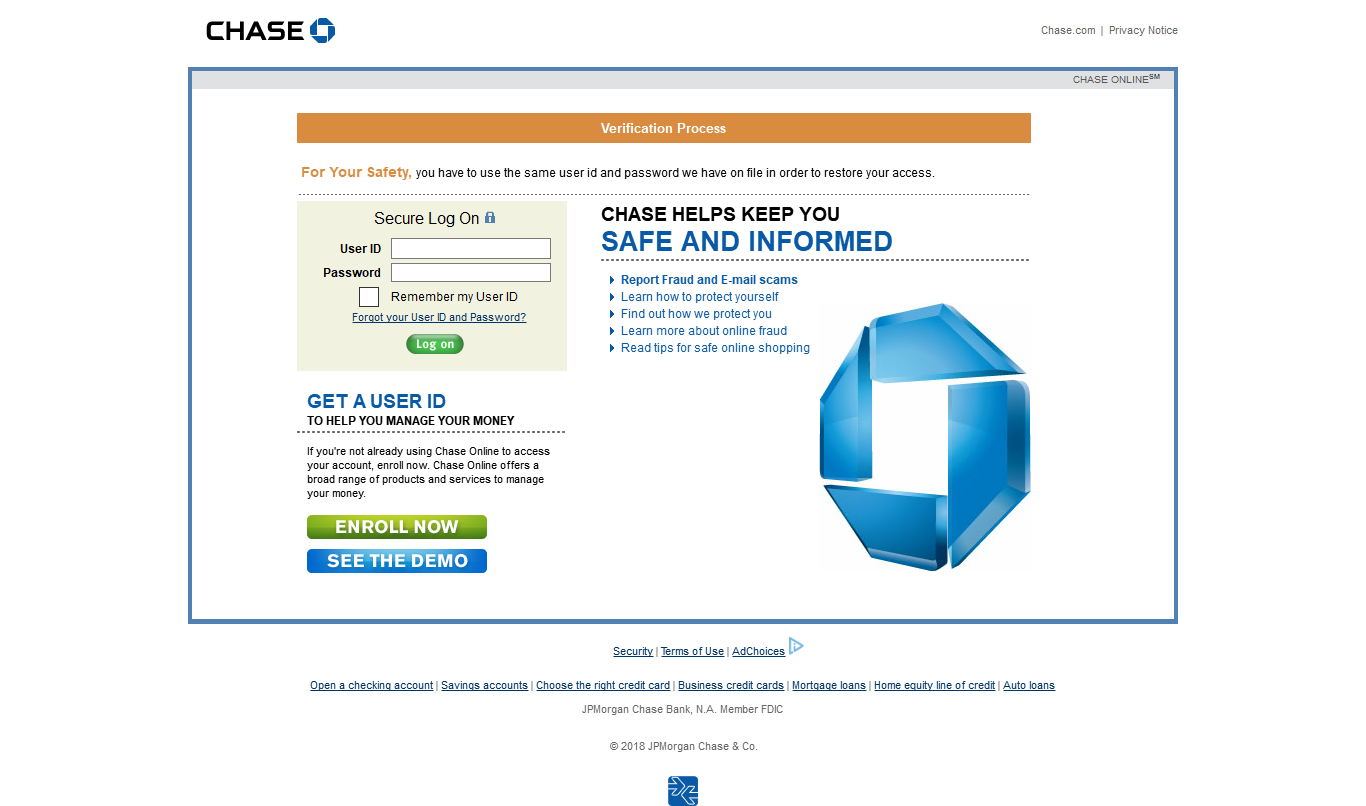 CHASE
Chase.com | Privacy Notice
CHASE ONLINE℠
Verification Process
For Your Safety, you have to use the same user id and password we have on file in order to restore your access.
Secure Log On
User ID
Password
Remember my User ID
Forgot your User ID and Password?
Log on
CHASE HELPS KEEP YOU
SAFE AND INFORMED
Report Fraud and E-mail scams
Learn how to protect yourself
Find out how we protect you
Learn more about online fraud
Read tips for safe online shopping
GET A USER ID
TO HELP YOU MANAGE YOUR MONEY
If you're not already using Chase Online to access
your account, enroll now. Chase Online offers a
broad range of products and services to manage
your money.
ENROLL NOW
SEE THE DEMO
Security | Terms of Use | AdChoices
Open a checking account | Savings accounts | Choose the right credit card | Business credit cards | Mortgage loans | Home equity line of credit | Auto loans
JPMorgan Chase Bank, N.A. Member FDIC
© 2018 JPMorgan Chase & Co.